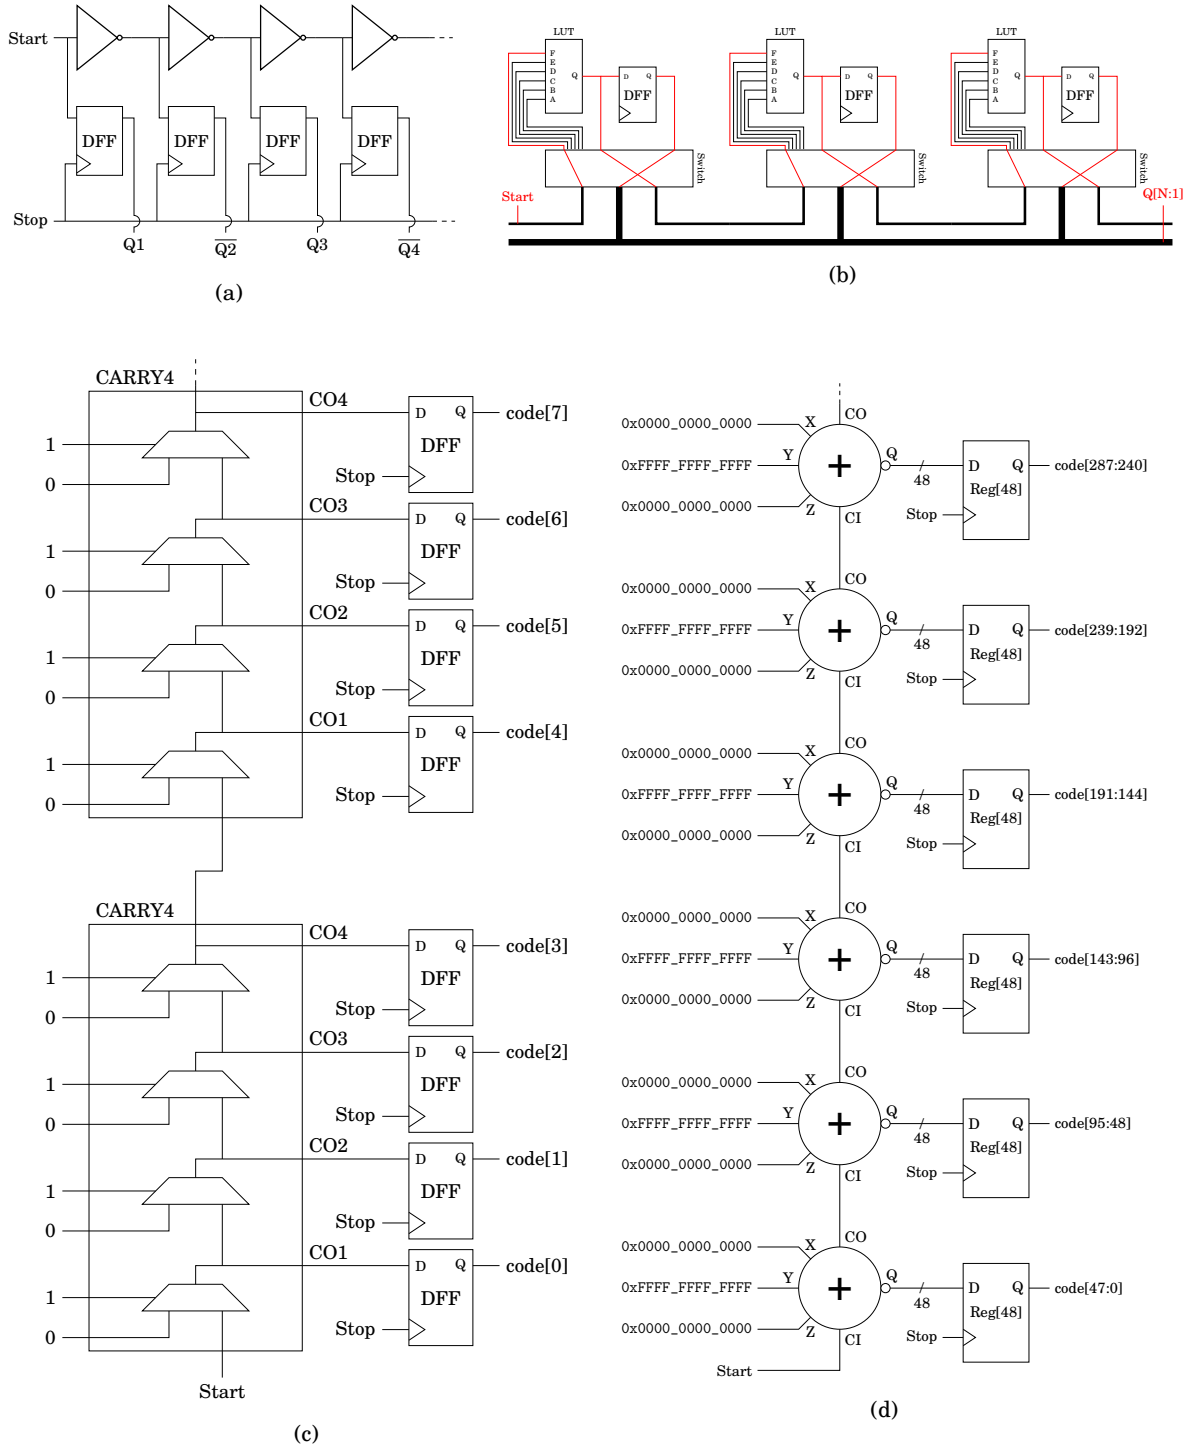 Start
DFF DFF DFF DFF
Stop
Q1 Q2 Q3 Q4
(a)
LUT LUT LUT
F E D C B A Q D Q DFF
F E D C B A Q D Q DFF
F E D C B A Q D Q DFF
Switch Switch Switch
Start Q[N:1]
(b)
CARRY4
CO4 D Q code[7]
1 DFF
0 Stop
CO3 D Q code[6]
1 DFF
0 Stop
CO2 D Q code[5]
1 DFF
0 Stop
CO1 D Q code[4]
1 DFF
0 Stop
CARRY4
CO4 D Q code[3]
1 DFF
0 Stop
CO3 D Q code[2]
1 DFF
0 Stop
CO2 D Q code[1]
1 DFF
0 Stop
CO1 D Q code[0]
1 DFF
0 Stop
Start
(c)
CO
0x0000_0000_0000 X
0xFFFF_FFFF_FFFF Y + Q 48 D Q code[287:240]
Reg[48]
0x0000_0000_0000 Z CI Stop
CO
0x0000_0000_0000 X
0xFFFF_FFFF_FFFF Y + Q 48 D Q code[239:192]
Reg[48]
0x0000_0000_0000 Z CI Stop
CO
0x0000_0000_0000 X
0xFFFF_FFFF_FFFF Y + Q 48 D Q code[191:144]
Reg[48]
0x0000_0000_0000 Z CI Stop
CO
0x0000_0000_0000 X
0xFFFF_FFFF_FFFF Y + Q 48 D Q code[143:96]
Reg[48]
0x0000_0000_0000 Z CI Stop
CO
0x0000_0000_0000 X
0xFFFF_FFFF_FFFF Y + Q 48 D Q code[95:48]
Reg[48]
0x0000_0000_0000 Z CI Stop
CO
0x0000_0000_0000 X
0xFFFF_FFFF_FFFF Y + Q 48 D Q code[47:0]
Reg[48]
0x0000_0000_0000 Z CI Stop
Start
(d)